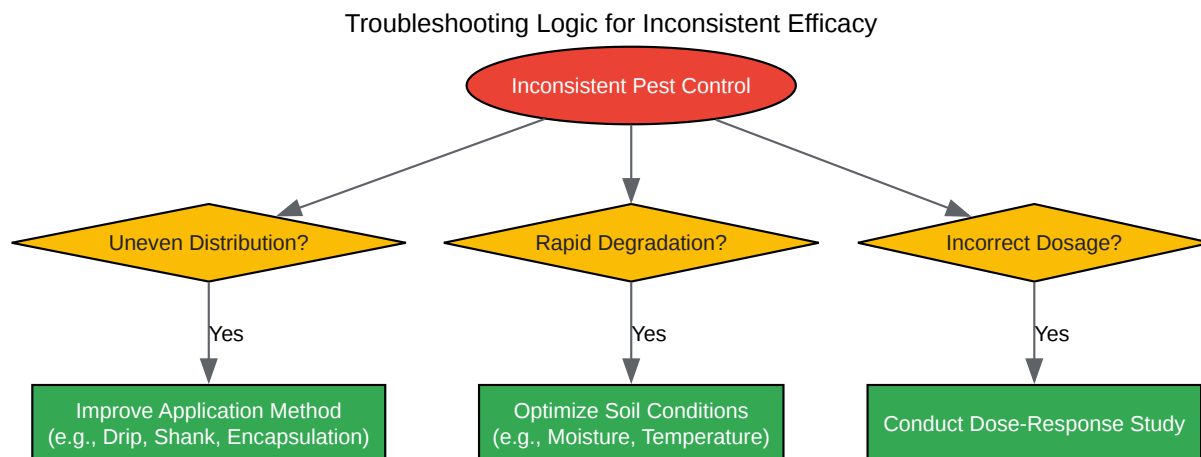 Troubleshooting Logic for Inconsistent Efficacy
Inconsistent Pest Control
Uneven Distribution?
Rapid Degradation?
Incorrect Dosage?
Yes
Yes
Yes
Improve Application Method
(e.g., Drip, Shank, Encapsulation)
Optimize Soil Conditions
(e.g., Moisture, Temperature)
Conduct Dose-Response Study